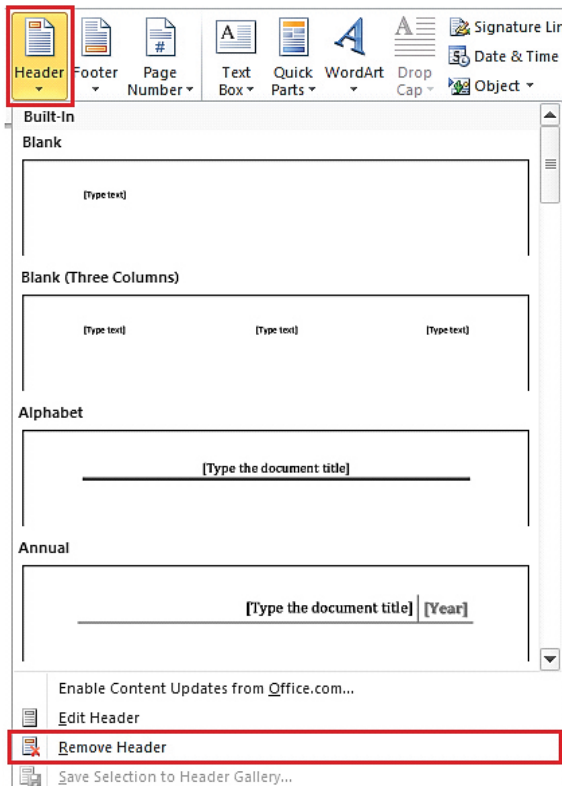 Header Footer Page Number Text Box Quick Parts WordArt Drop Cap
Signature Lin
Date & Time
Object
Built-In
Blank
[Type text]
Blank (Three Columns)
[Type text] [Type text] [Type text]
Alphabet
[Type the document title]
Annual
[Type the document title] [Year]
Enable Content Updates from Office.com...
Edit Header
Remove Header
Save Selection to Header Gallery...